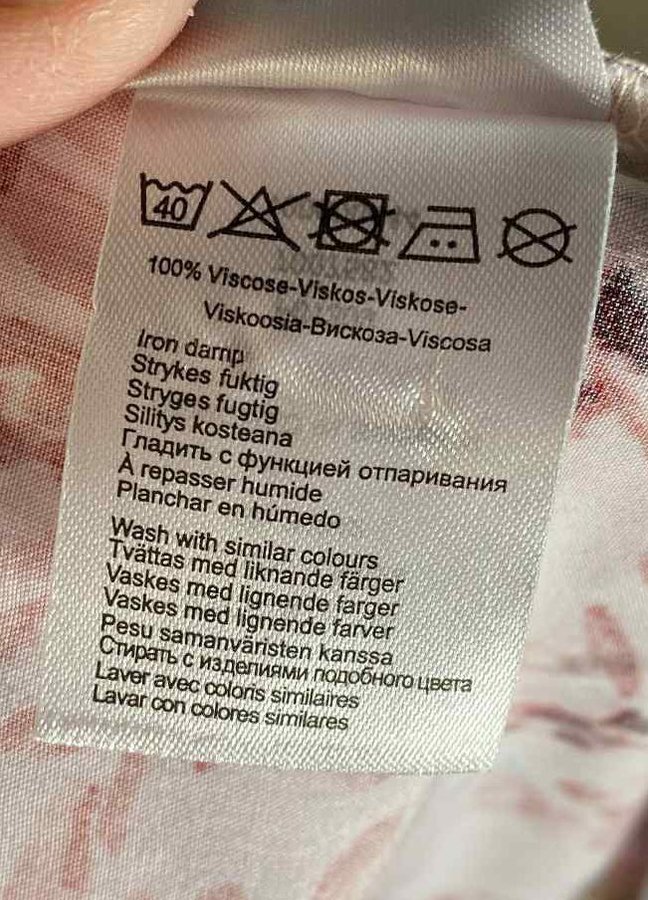 40
100% Viscose-Viskos-Viskose-
Viskoosia-Вискоза-Viscosa
Iron damp
Strykes fuktig
Stryges fugtig
Silitys kosteana
Гладить с функцией отпаривания
À repasser humide
Planchar en húmedo
Wash with similar colours
Tvättas med liknande färger
Vaskes med lignende farger
Vaskes med lignende farver
Pesu samanväristen kanssa
Стирать с изделиями подобного цвета
Laver avec coloris similaires
Lavar con colores similares